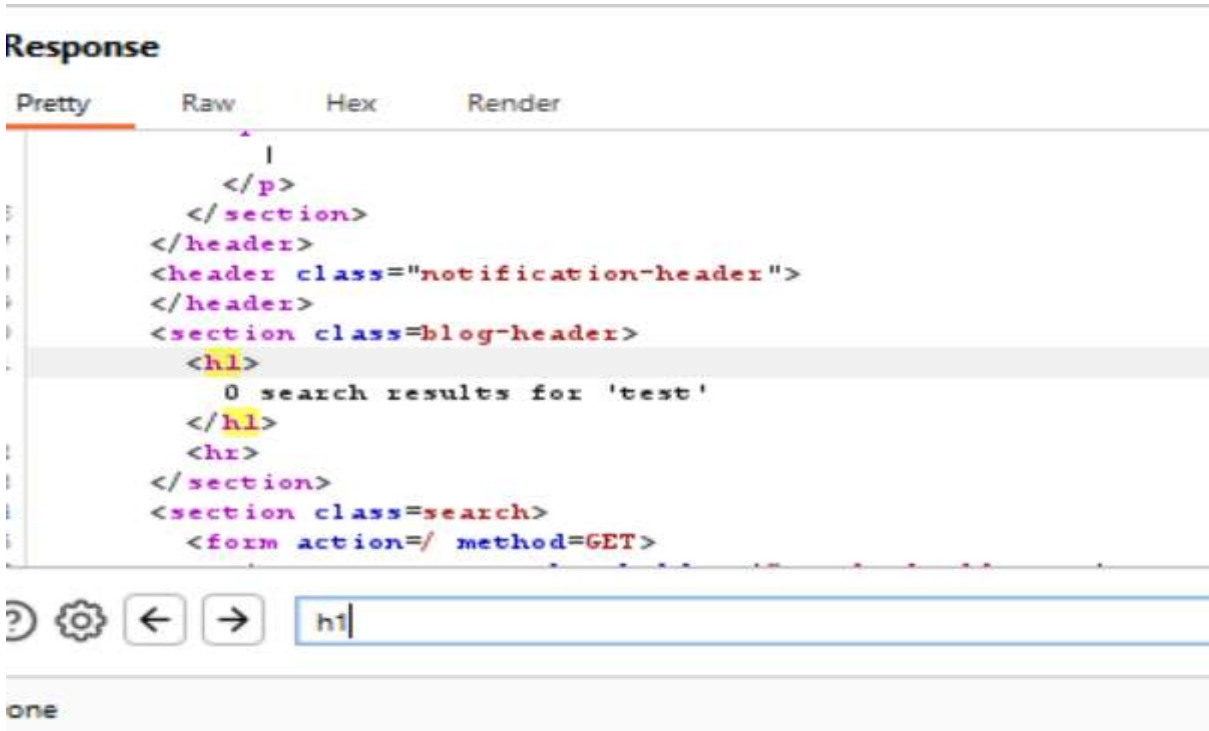 Response
Pretty Raw Hex Render
|
</p>
</section>
</header>
<header class="notification-header">
</header>
<section class=blog-header>
<h1>
0 search results for 'test'
</h1>
<hr>
</section>
<section class=search>
<form action=/ method=GET>
h1
one